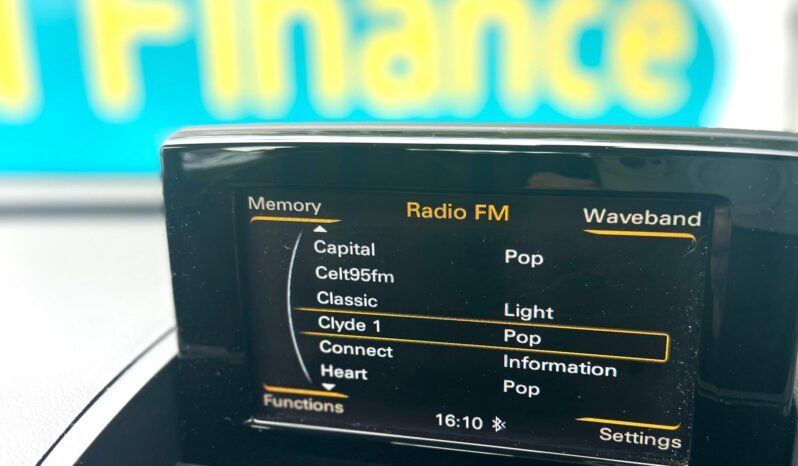 Finance
Memory
Radio FM
Waveband
Capital Pop
Celt95fm
Classic Light
Clyde 1 Pop
Connect Information
Heart Pop
Functions
16:10
Settings